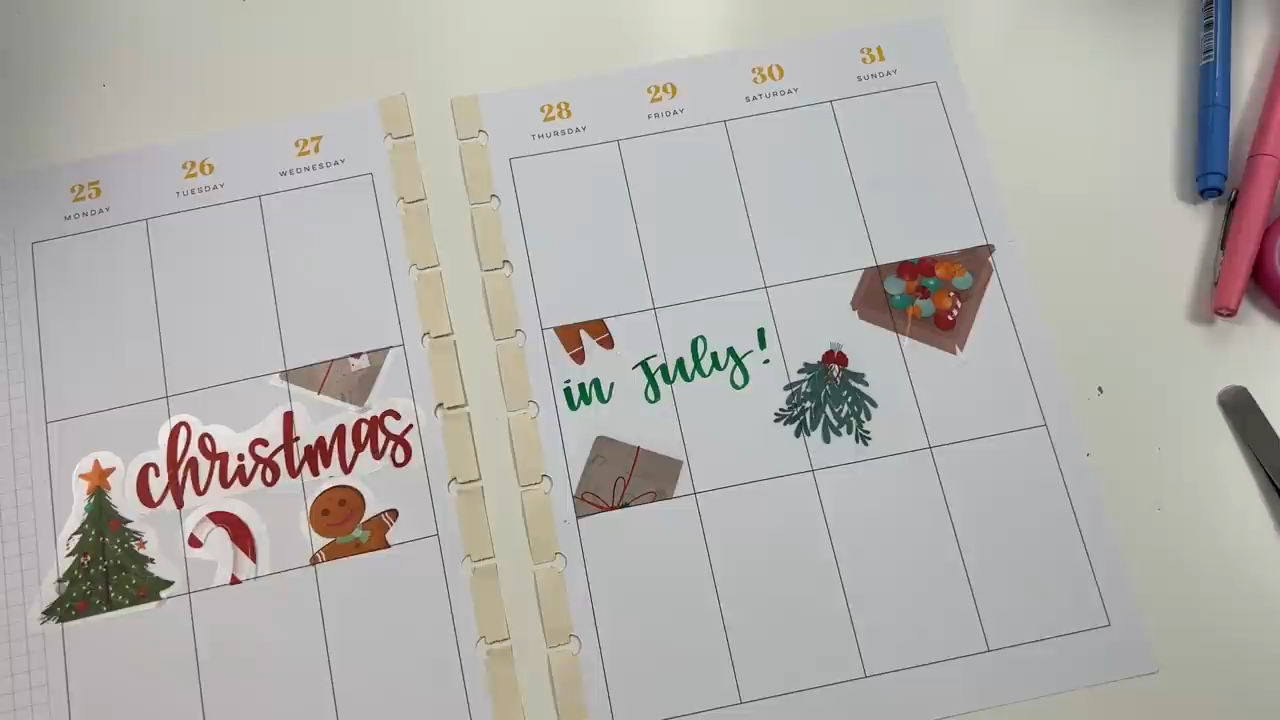 25
MONDAY
26
TUESDAY
27
WEDNESDAY
28
THURSDAY
29
FRIDAY
30
SATURDAY
31
SUNDAY
christmas
in July!